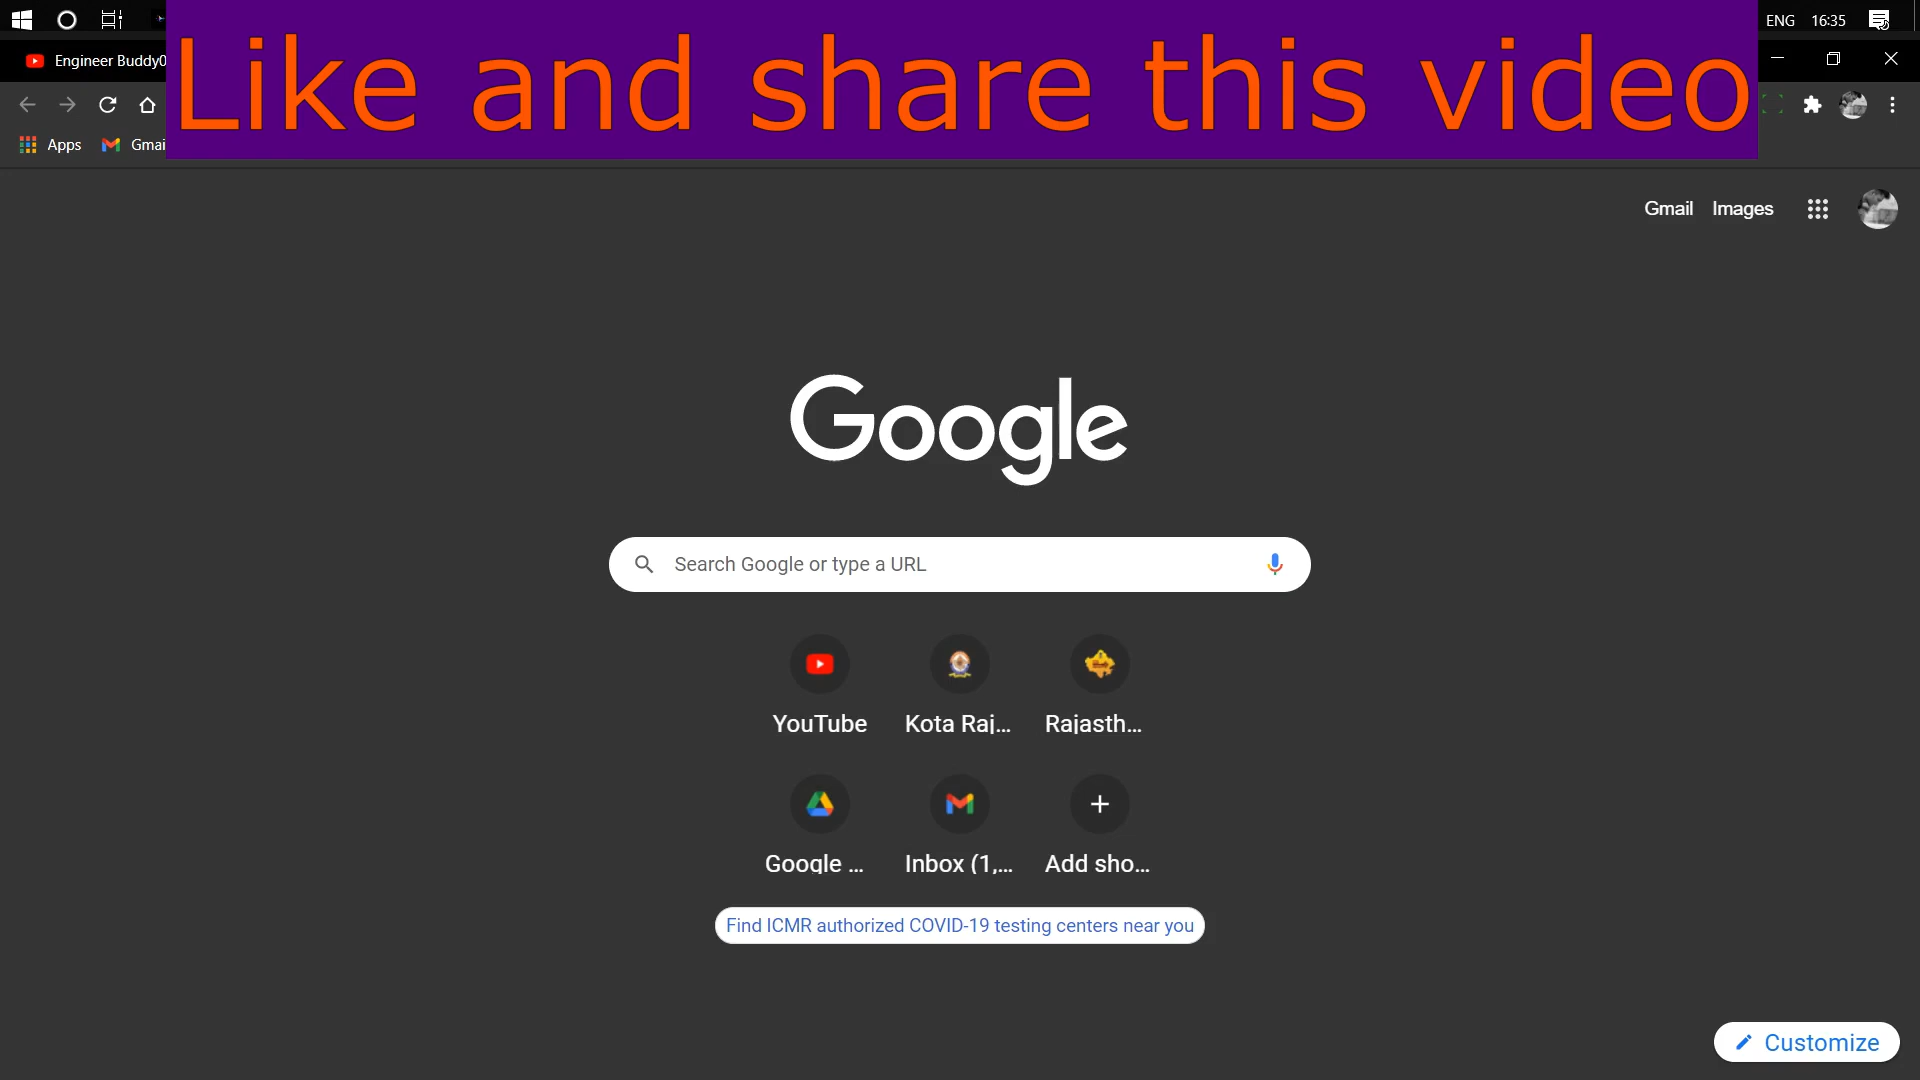 ENG 16:35
Engineer Buddy0
Like and share this video
Apps Gmai
Gmail Images
Google
Search Google or type a URL
YouTube Kota Raj... Rajasth...
Google ... Inbox (1,... Add sho...
Find ICMR authorized COVID-19 testing centers near you
Customize